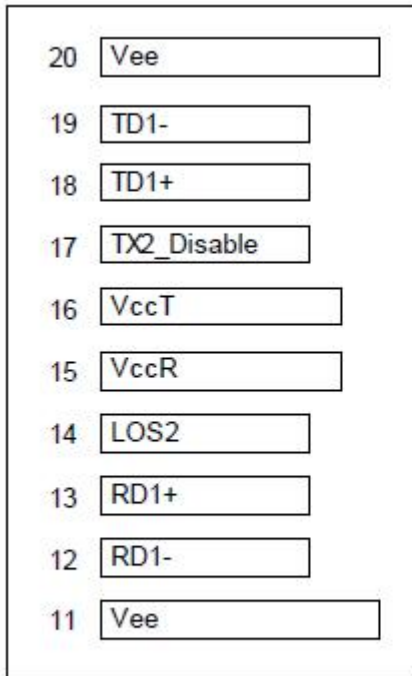 20 Vee
19 TD1-
18 TD1+
17 TX2_Disable
16 VccT
15 VccR
14 LOS2
13 RD1+
12 RD1-
11 Vee